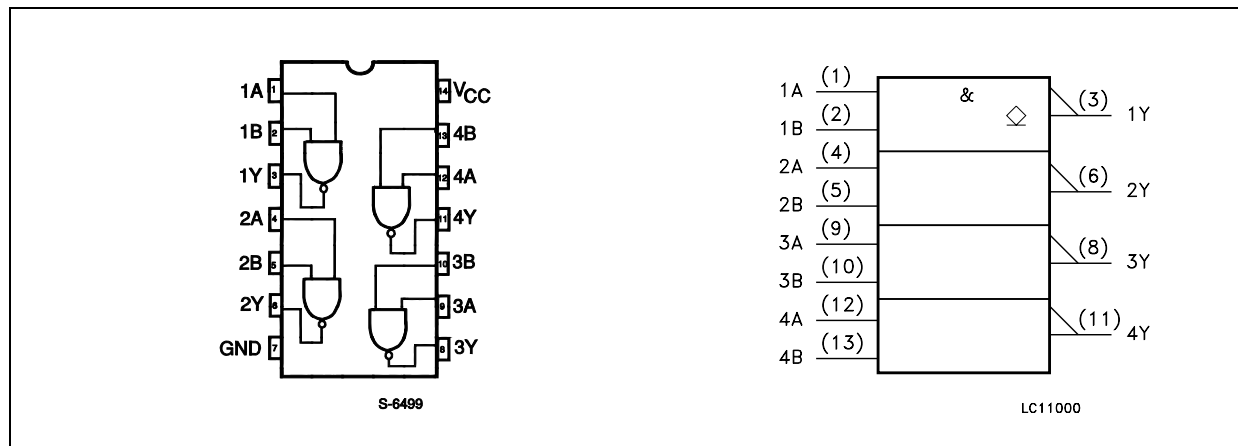 1A 1 14 VCC
1B 2 13 4B
1Y 3 12 4A
2A 4 11 4Y
2B 5 10 3B
2Y 6 9 3A
GND 7 8 3Y
S-6499
&
1A (1)
1B (2)
2A (4)
2B (5)
3A (9)
3B (10)
4A (12)
4B (13)
(3) 1Y
(6) 2Y
(8) 3Y
(11) 4Y
LC11000